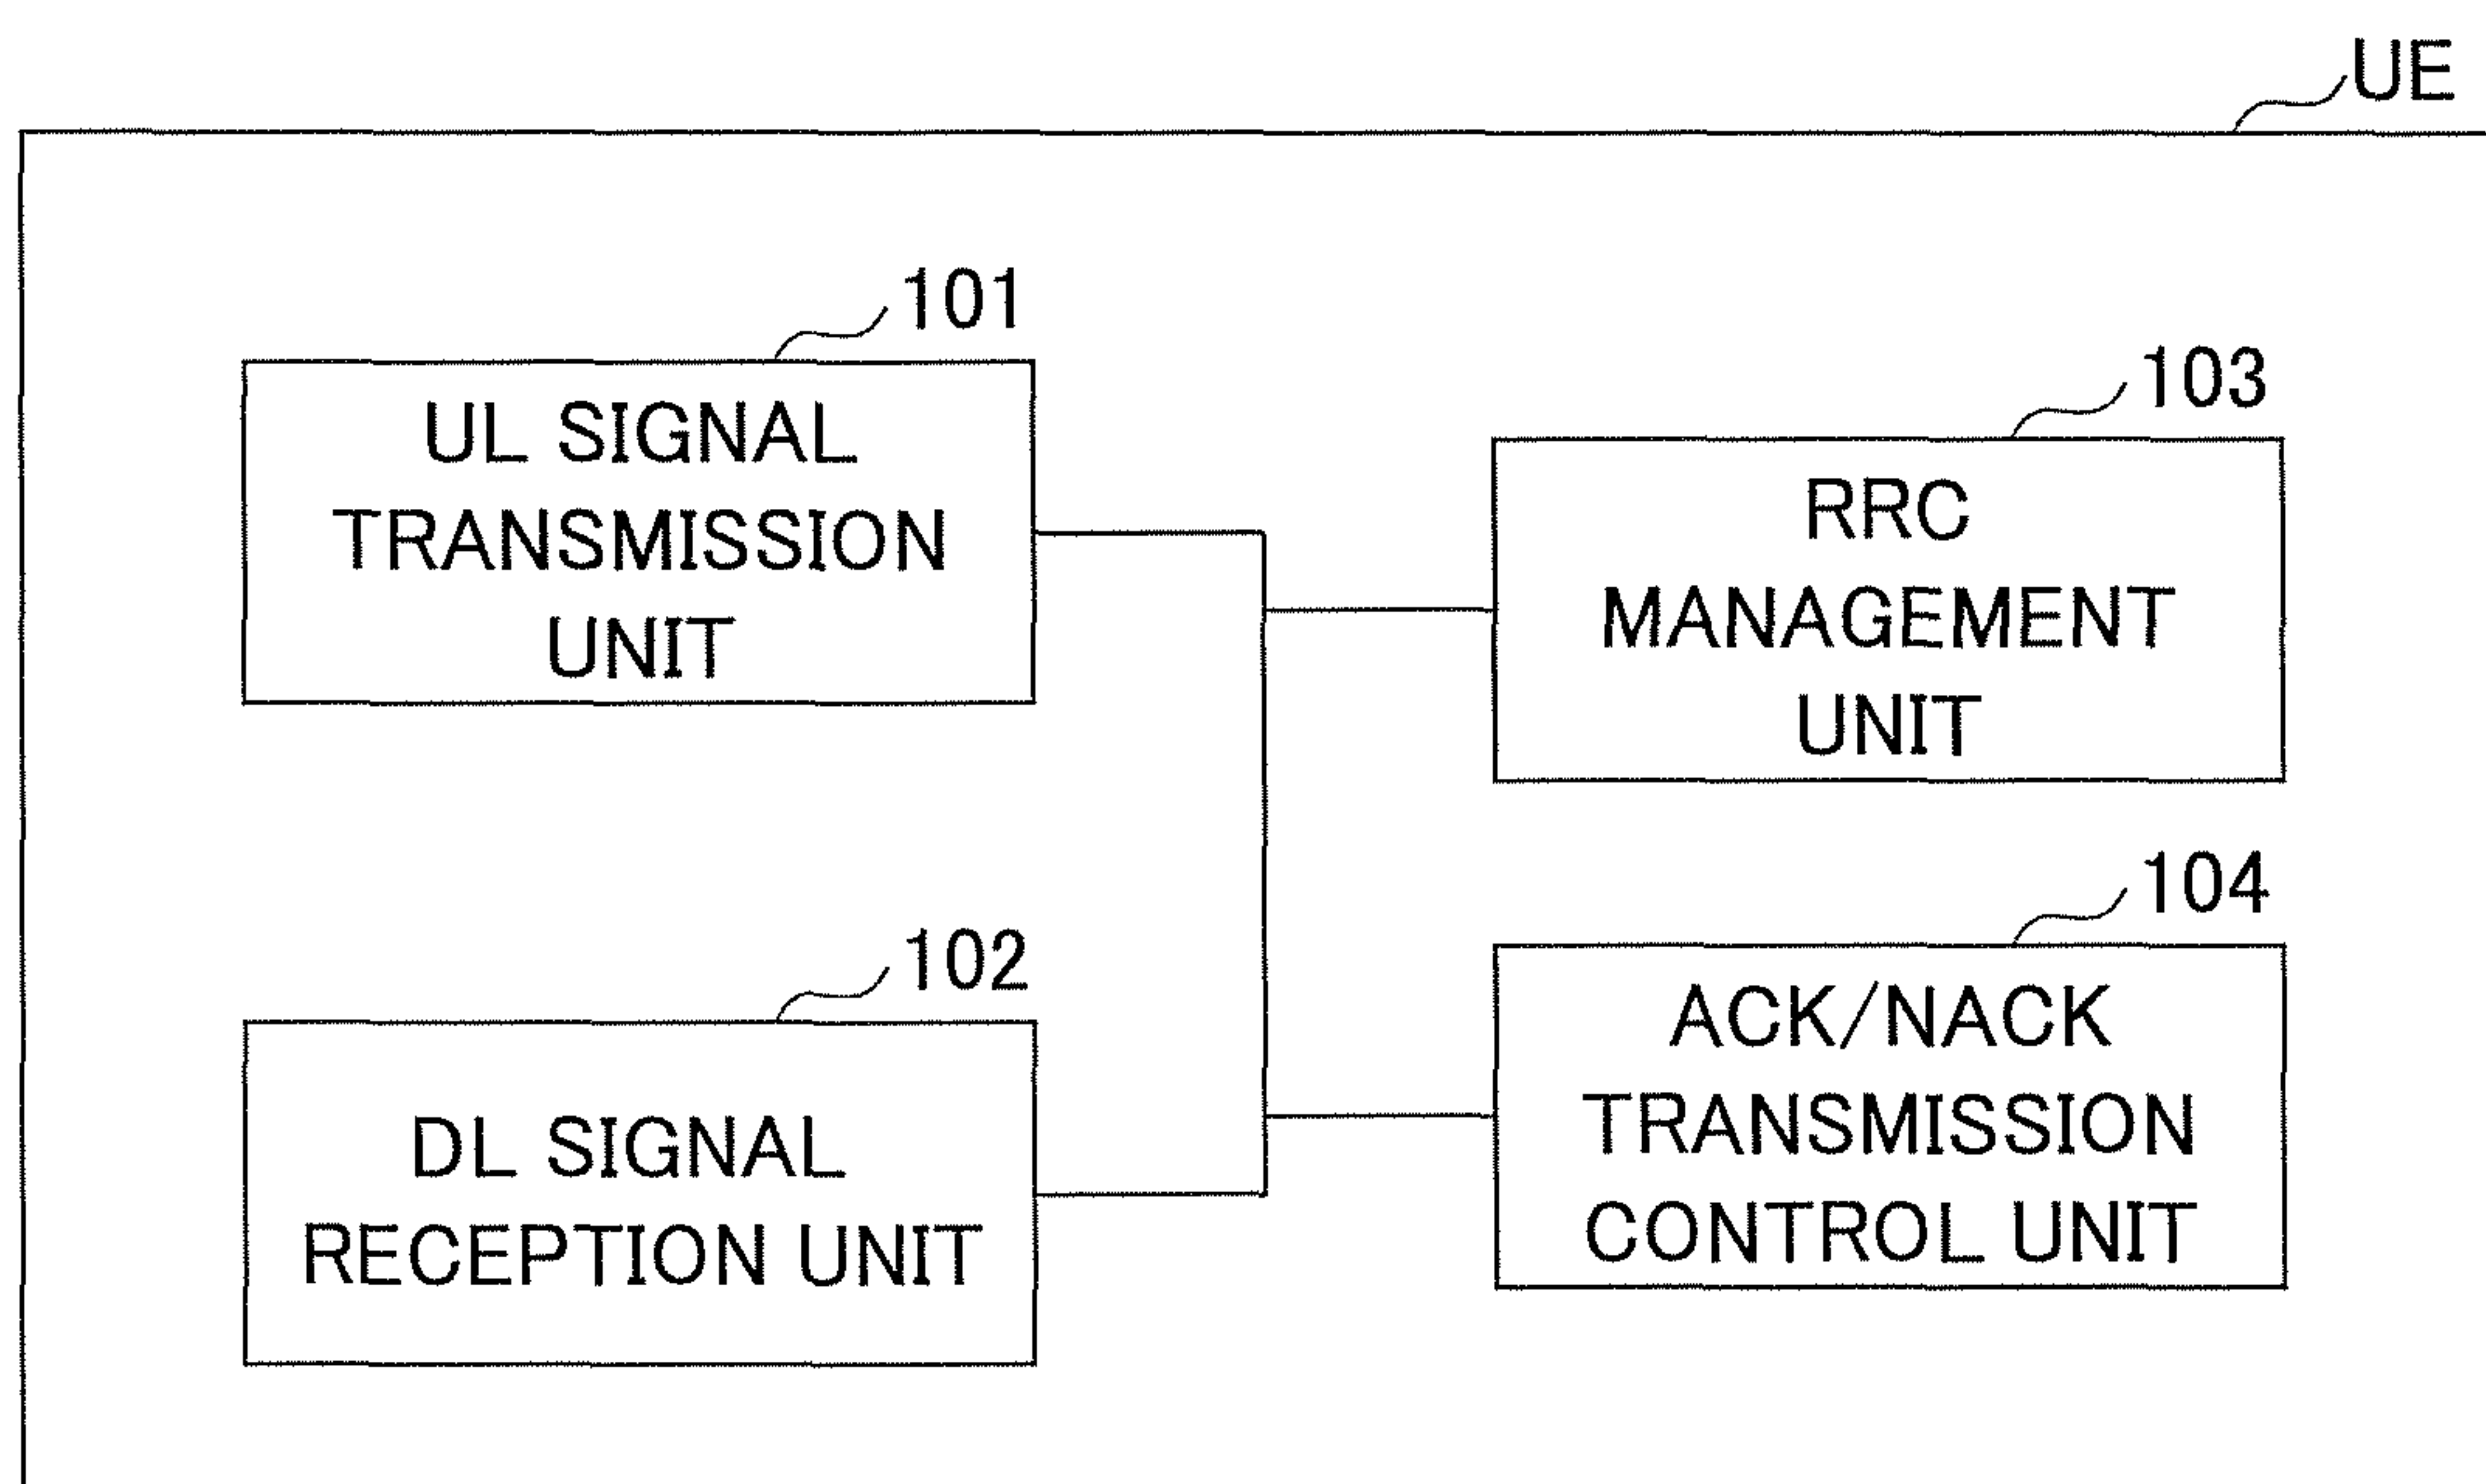 UE
101
UL SIGNAL
TRANSMISSION
UNIT
103
RRC
MANAGEMENT
UNIT
102
DL SIGNAL
RECEPTION UNIT
104
ACK/NACK
TRANSMISSION
CONTROL UNIT